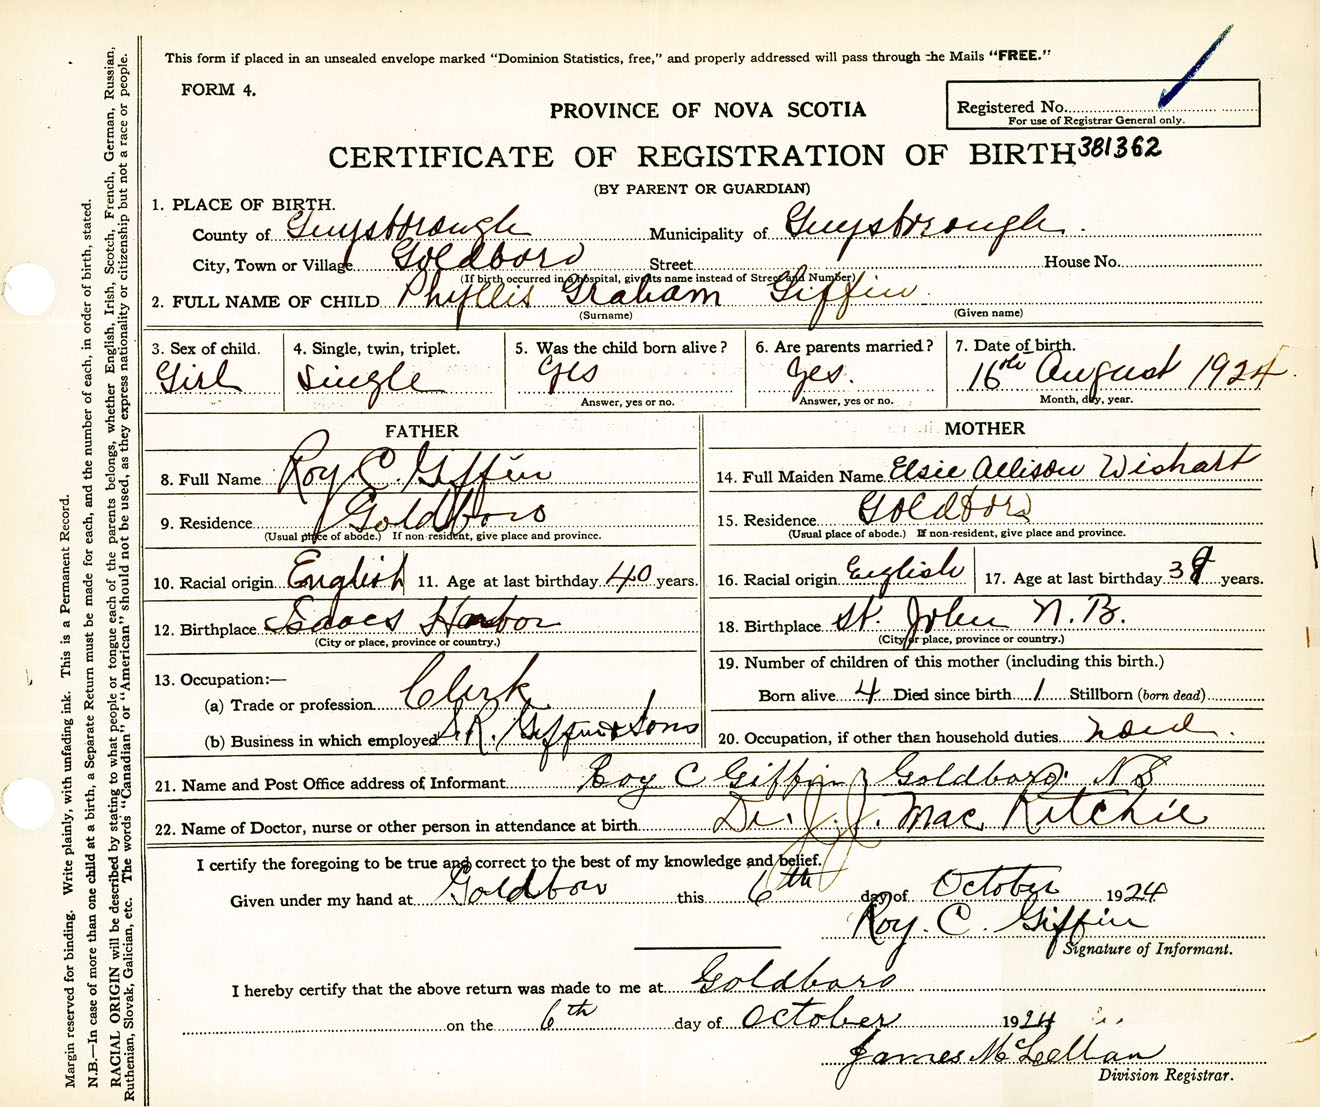 This form if placed in an unsealed envelope marked "Dominion Statistics, free," and properly addressed will pass through the Mails "FREE."
FORM 4.
Registered No.
For use of Registrar General only.
PROVINCE OF NOVA SCOTIA
CERTIFICATE OF REGISTRATION OF BIRTH 381362
(BY PARENT OR GUARDIAN)
1. PLACE OF BIRTH.
County of Guysborough Municipality of Guysborough
City, Town or Village Goldboro Street House No.
(If birth occurred in a hospital, give its name instead of Street and Number)
2. FULL NAME OF CHILD Phyllis Graham Giffin
(Surname) (Given name)
3. Sex of child. Girl
4. Single, twin, triplet. Single
5. Was the child born alive? Yes
Answer, yes or no.
6. Are parents married? Yes.
Answer, yes or no.
7. Date of birth. 16th August 1924
Month, day, year.
FATHER
8. Full Name Roy C. Giffin
9. Residence Goldboro
(Usual place of abode.) If non-resident, give place and province.
10. Racial origin English 11. Age at last birthday 40 years.
12. Birthplace Isaacs Harbor
(City or place, province or country.)
13. Occupation:—
(a) Trade or profession Clerk
(b) Business in which employed S.R. Giffin & Sons
MOTHER
14. Full Maiden Name Elsie Allison Wishart
15. Residence Goldboro
(Usual place of abode.) If non-resident, give place and province.
16. Racial origin English 17. Age at last birthday 39 years.
18. Birthplace St. John N.B.
(City or place, province or country.)
19. Number of children of this mother (including this birth.)
Born alive 4 Died since birth 1 Stillborn (born dead)
20. Occupation, if other than household duties
21. Name and Post Office address of Informant Roy C Giffin Goldboro. N S
22. Name of Doctor, nurse or other person in attendance at birth Dr. J. J. Mac Ritchie
I certify the foregoing to be true and correct to the best of my knowledge and belief.
Given under my hand at Goldboro this 6th day of October 1924
Roy. C. Giffin
Signature of Informant.
I hereby certify that the above return was made to me at Goldboro
on the 6th day of October 1924
James McLellan
Division Registrar.
Margin reserved for binding. Write plainly, with unfading ink. This is a Permanent Record.
N.B.—In case of more than one child at a birth, a Separate Return must be made for each, and the number of each, in order of birth, stated.
RACIAL ORIGIN will be described by stating to what people or tongue each of the parents belongs, whether English, Irish, Scotch, French, German, Russian,
Ruthenian, Slovak, Galician, etc. The words "Canadian" or "American" should not be used, as they express nationality or citizenship but not a race or people.